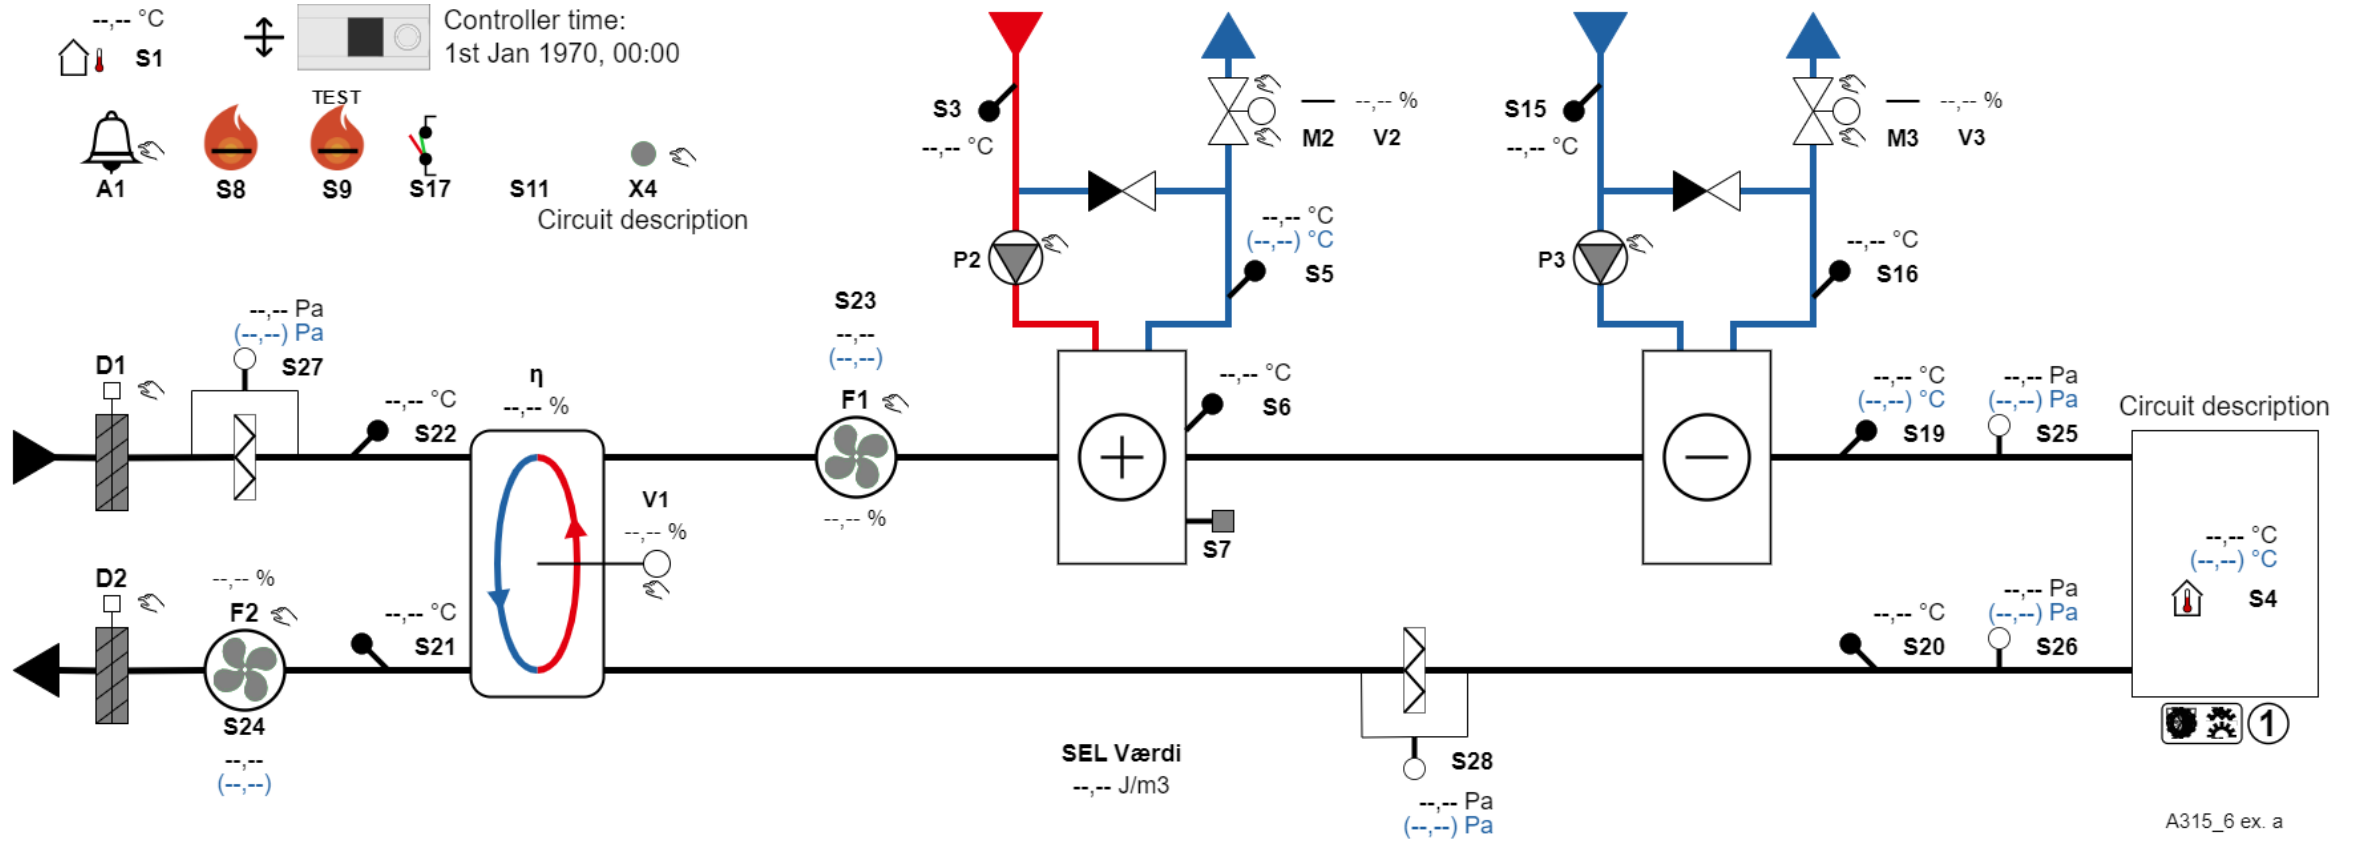 --,-- °C
S1
Controller time:
1st Jan 1970, 00:00
A1
S8
TEST
S9
S17
S11
X4
Circuit description
S3
--,-- °C
--,-- %
M2
V2
P2
--,-- °C
(--,--) °C
S5
S15
--,-- °C
--,-- %
M3
V3
P3
--,-- °C
S16
D1
--,-- Pa
(--,--) Pa
S27
--,-- °C
S22
η
--,-- %
S23
--,--
(--,--)
F1
--,-- %
--,-- °C
S6
S7
--,-- °C
(--,--) °C
S19
--,-- Pa
(--,--) Pa
S25
Circuit description
V1
--,-- %
--,-- °C
(--,--) °C
S4
D2
--,-- %
F2
S24
--,--
(--,--)
--,-- °C
S21
--,-- °C
S20
--,-- Pa
(--,--) Pa
S26
1
SEL Værdi
--,-- J/m3
S28
--,-- Pa
(--,--) Pa
A315_6 ex. a